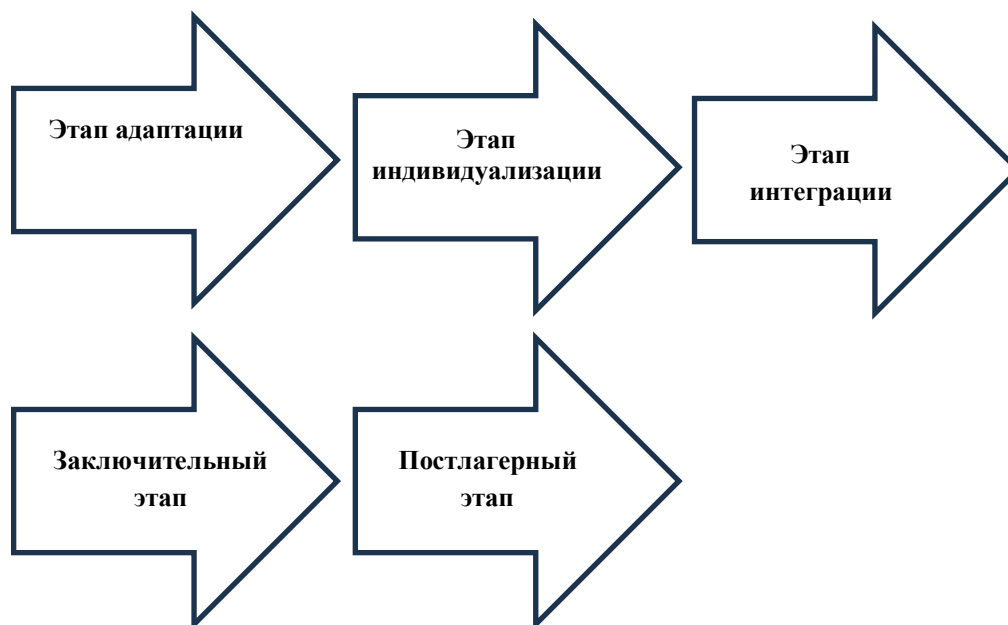 Этап адаптации
Этап
индивидуализации
Этап
интеграции
Заключительный
этап
Постлагерный
этап